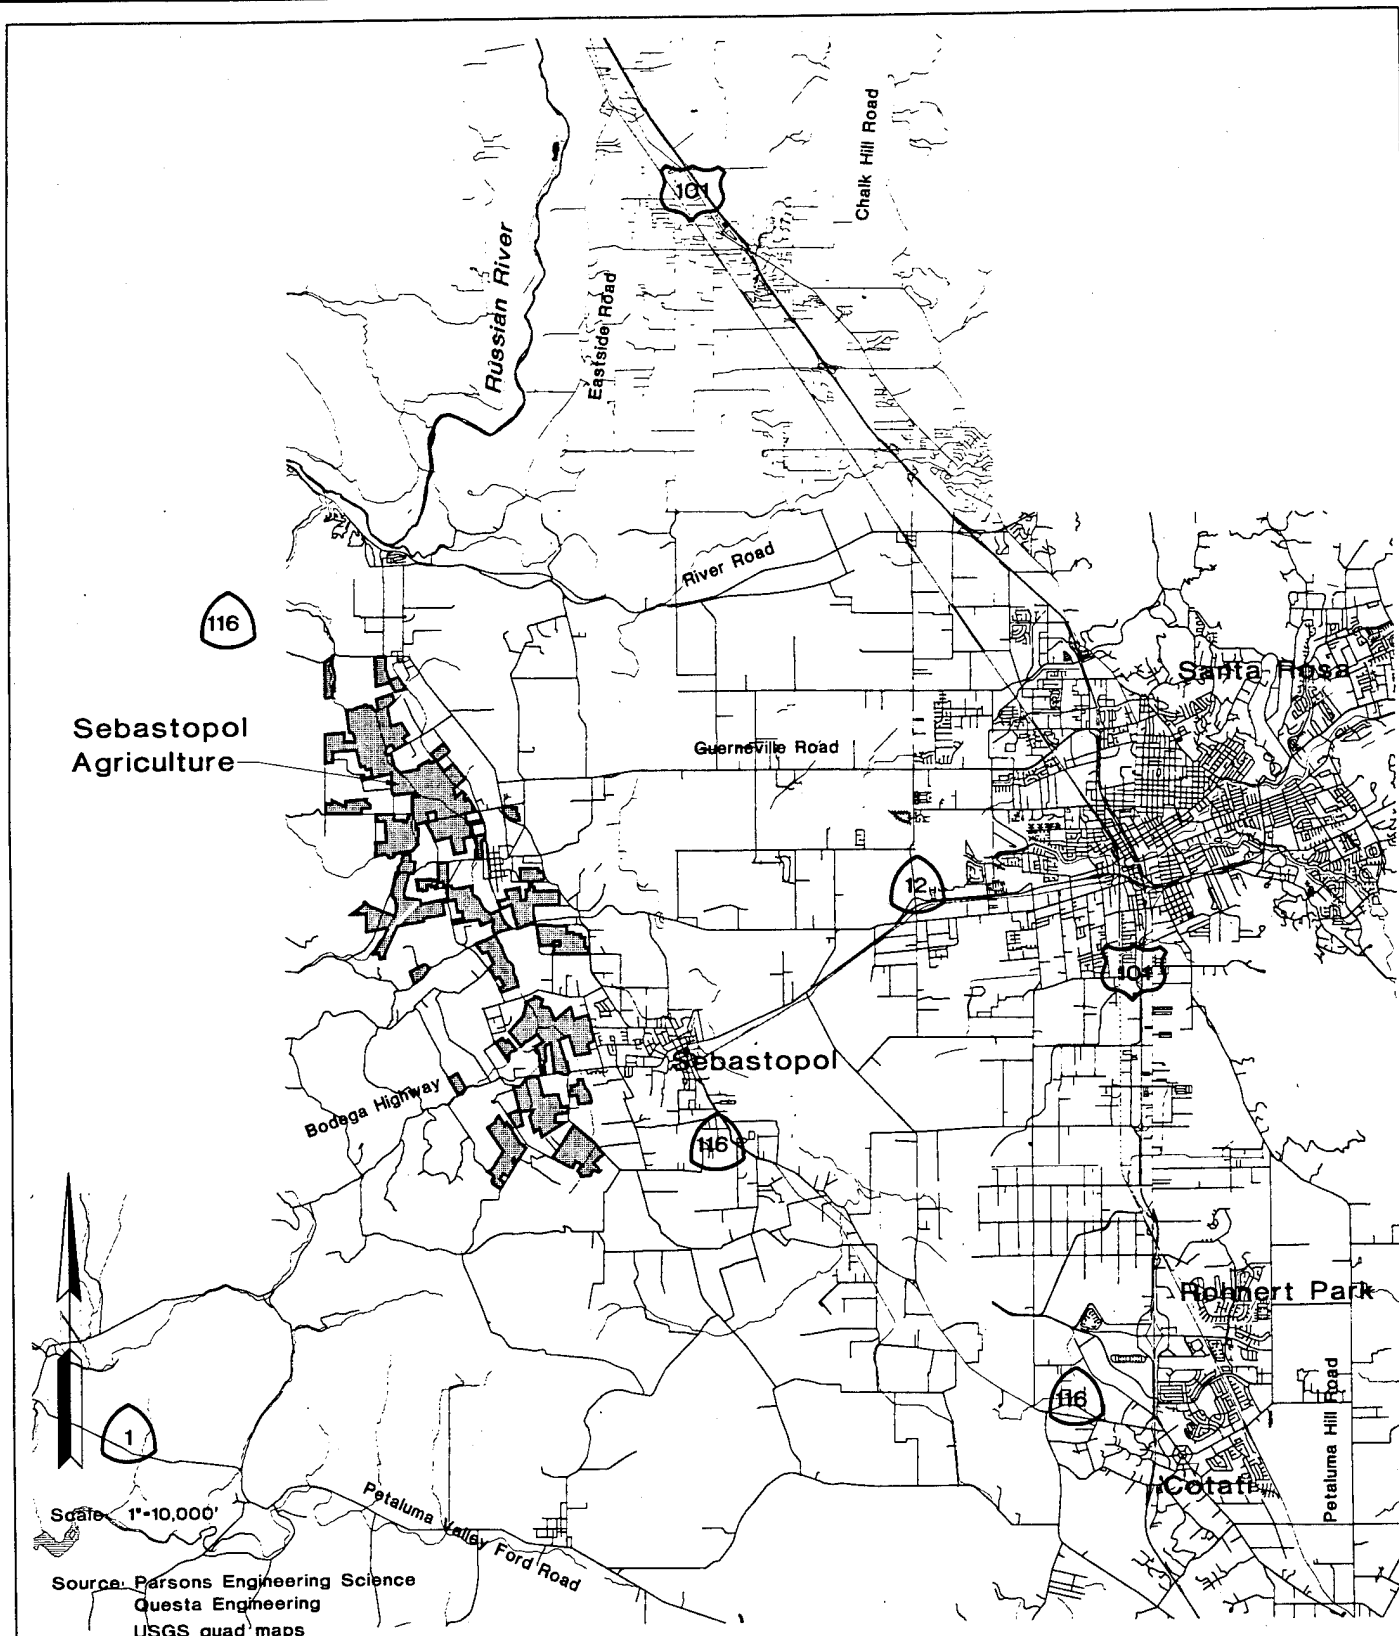 Chalk Hill Road
101
Russian River
Eastside Road
River Road
116
Santa Rosa
Sebastopol
Agriculture
Guerneville Road
12
101
Sebastopol
Bodega Highway
116
Rohnert Park
116
Petaluma Hill Road
1
Cotati
Scale: 1"=10,000'
Petaluma Valley Ford Road
Source: Parsons Engineering Science
Questa Engineering
USGS quad maps